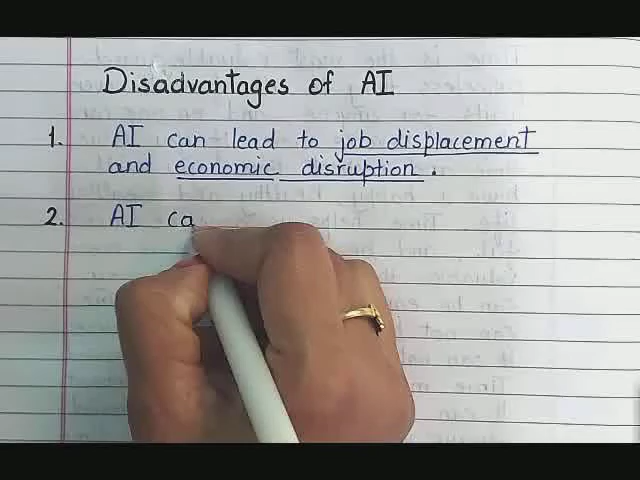 Disadvantages of AI
1. AI can lead to job displacement
and economic disruption.
2. AI ca